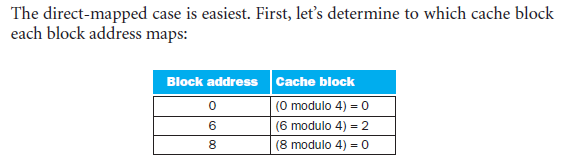 The direct-mapped case is easiest. First, let's determine to which cache block
each block address maps:
Block address Cache block
0 (0 modulo 4) = 0
6 (6 modulo 4) = 2
8 (8 modulo 4) = 0